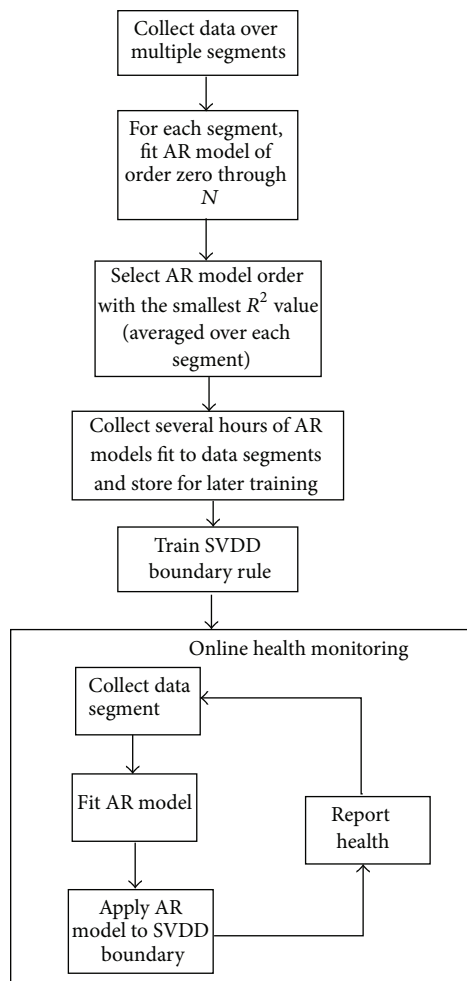 Collect data over
multiple segments
For each segment,
fit AR model of
order zero through
N
Select AR model order
with the smallest R² value
(averaged over each
segment)
Collect several hours of AR
models fit to data segments
and store for later training
Train SVDD
boundary rule
Online health monitoring
Collect data
segment
Fit AR model
Apply AR
model to SVDD
boundary
Report
health